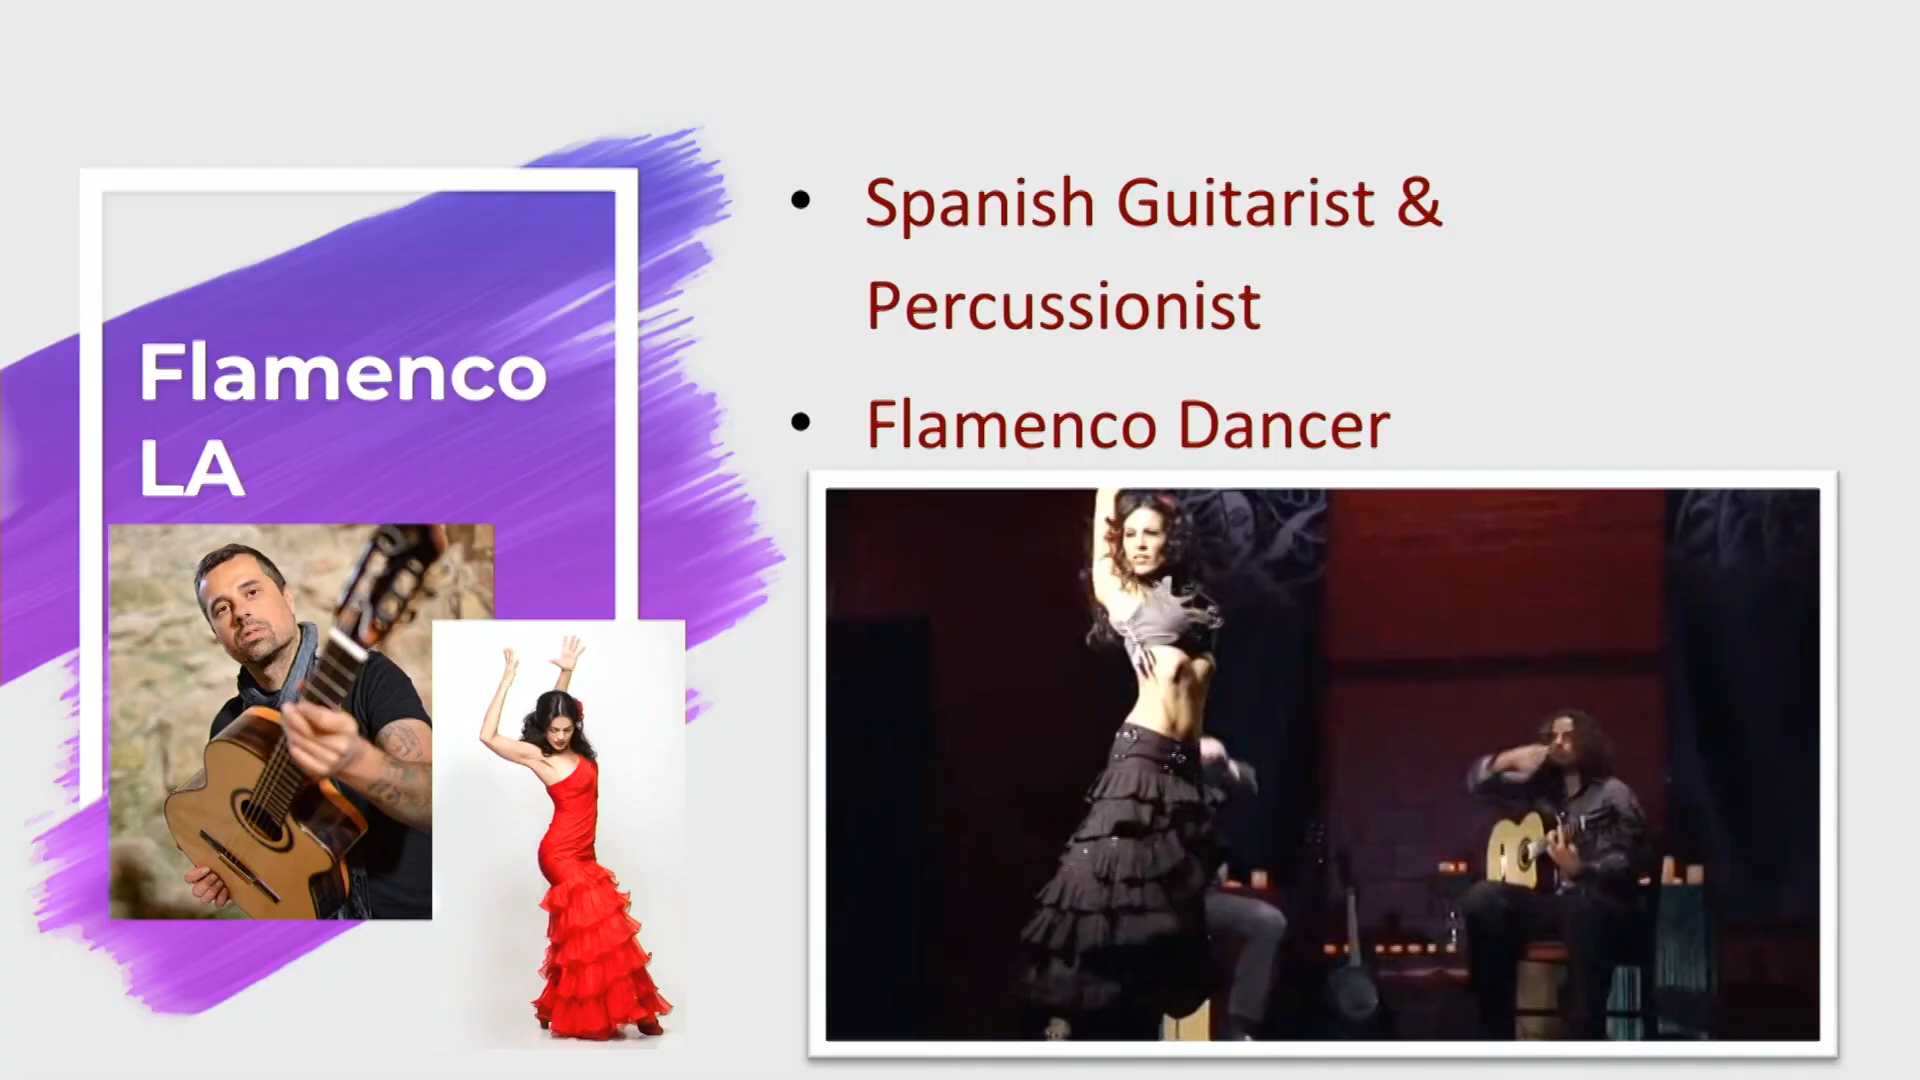 Flamenco
LA
• Spanish Guitarist &
Percussionist
• Flamenco Dancer